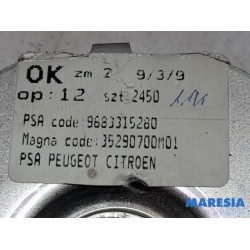 OK zm 2 9/3/9
op: 12 szt 2450
PSA code 9683315280
Magna code:35290700M01
PSA PEUGEOT CITROEN
MARESIA